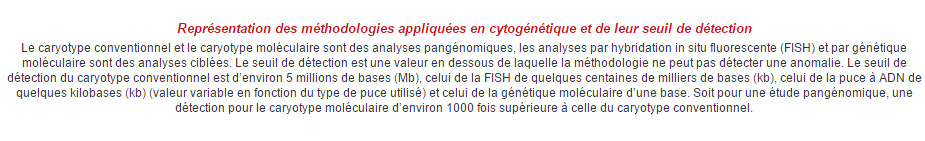 Représentation des méthodologies appliquées en cytogénétique et de leur seuil de détection
Le caryotype conventionnel et le caryotype moléculaire sont des analyses pangénomiques, les analyses par hybridation in situ fluorescente (FISH) et par génétique
moléculaire sont des analyses ciblées. Le seuil de détection est une valeur en dessous de laquelle la méthodologie ne peut pas détecter une anomalie. Le seuil de
détection du caryotype conventionnel est d'environ 5 millions de bases (Mb), celui de la FISH de quelques centaines de milliers de bases (kb), celui de la puce à ADN de
quelques kilobases (kb) (valeur variable en fonction du type de puce utilisé) et celui de la génétique moléculaire d'une base. Soit pour une étude pangénomique, une
détection pour le caryotype moléculaire d'environ 1000 fois supérieure à celle du caryotype conventionnel.